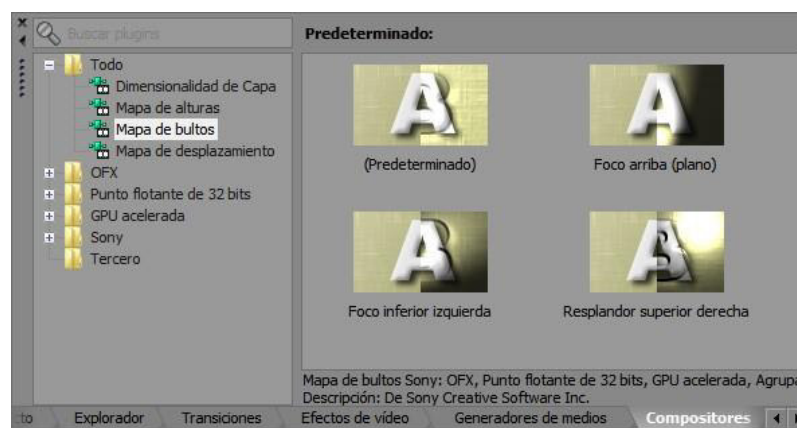 Buscar plugins
Predeterminado:
Todo
Dimensionalidad de Capa
Mapa de alturas
Mapa de bultos
Mapa de desplazamiento
OFX
Punto flotante de 32 bits
GPU acelerada
Sony
Tercero
(Predeterminado)
Foco arriba (plano)
Foco inferior izquierda
Resplandor superior derecha
Mapa de bultos Sony: OFX, Punto flotante de 32 bits, GPU acelerada, Agrupa
Descripción: De Sony Creative Software Inc.
cto
Explorador
Transiciones
Efectos de vídeo
Generadores de medios
Compositores